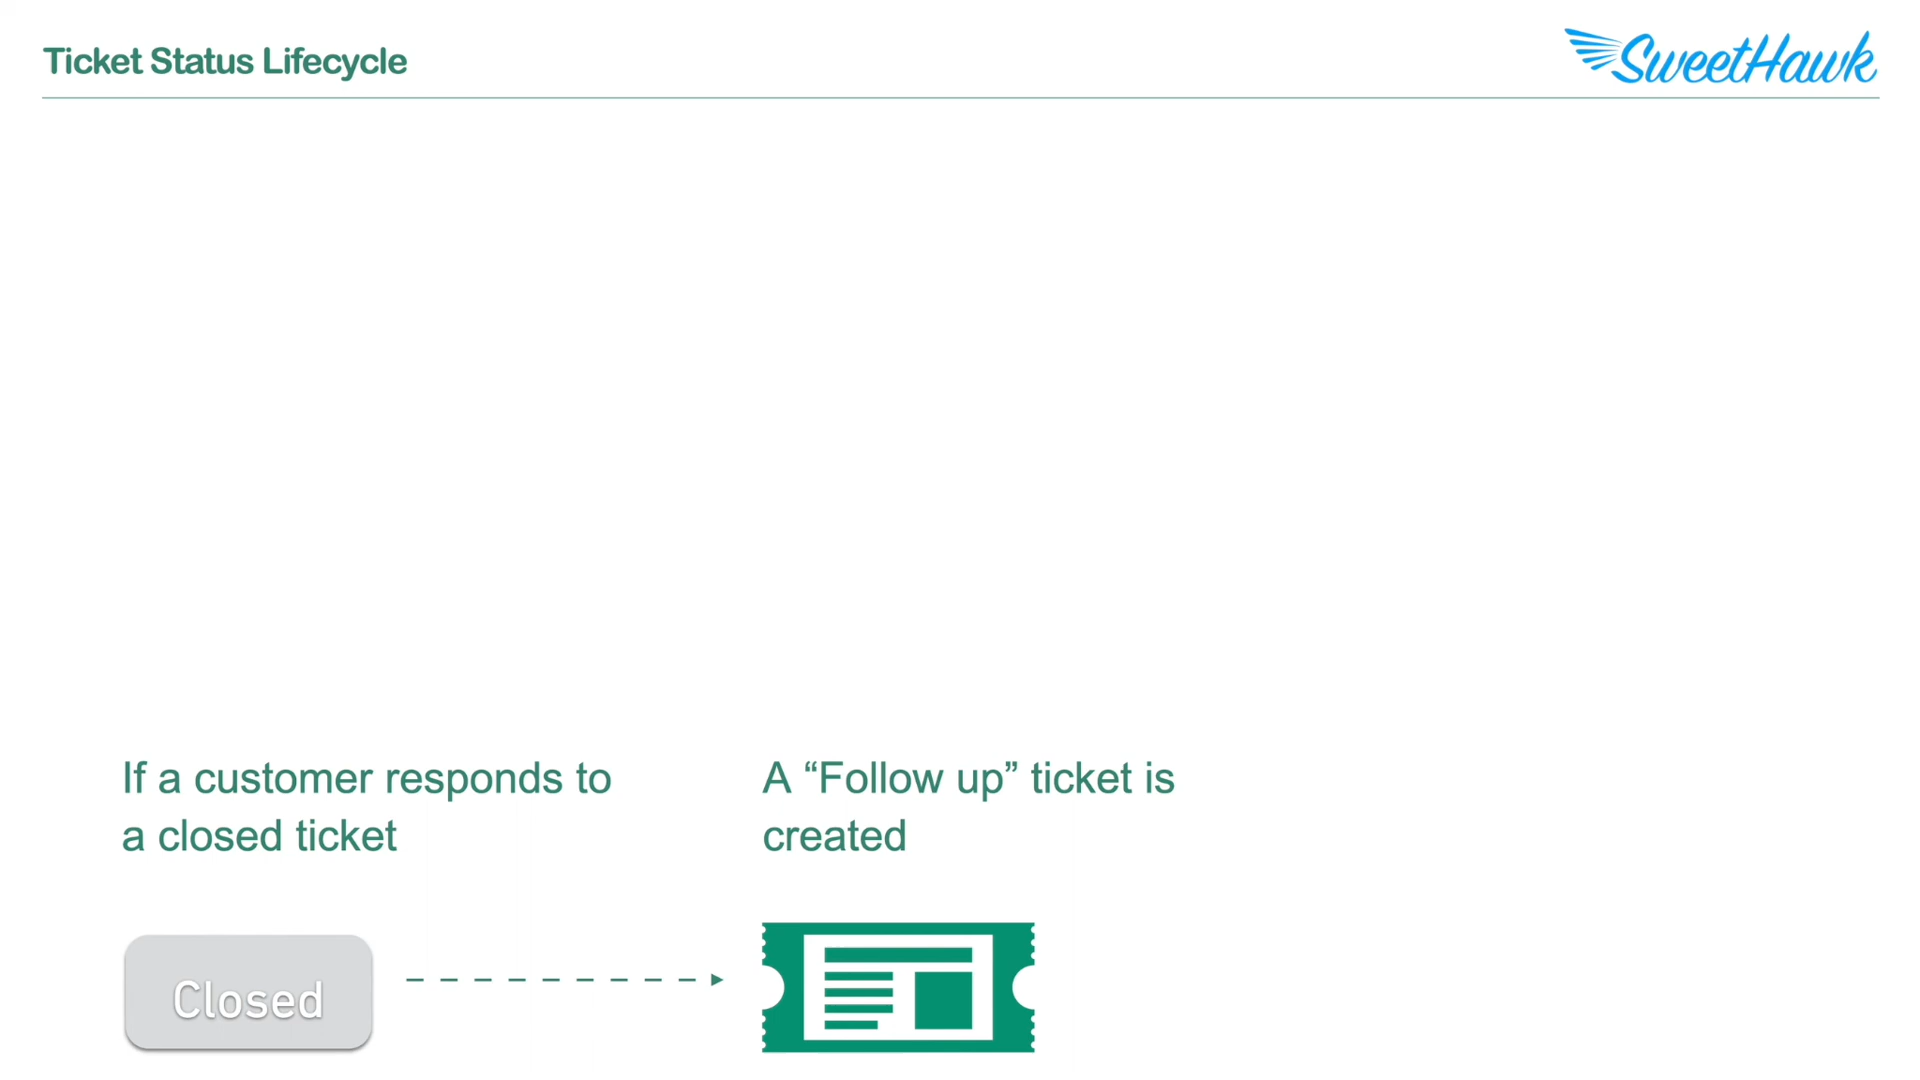 Ticket Status Lifecycle
SweetHawk
If a customer responds to
a closed ticket
A “Follow up” ticket is
created
Closed